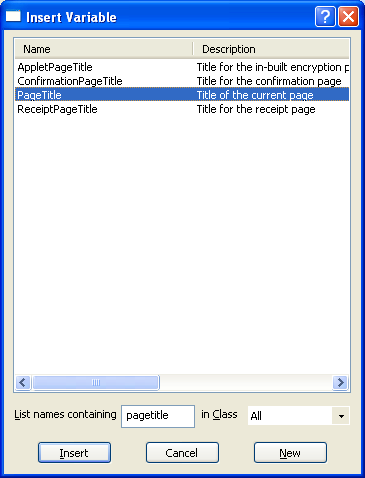 Insert Variable
Name Description
AppletPageTitle Title for the in-built encryption p
ConfirmationPageTitle Title for the confirmation page
PageTitle Title of the current page
ReceiptPageTitle Title for the receipt page
List names containing pagetitle in Class All
Insert Cancel New